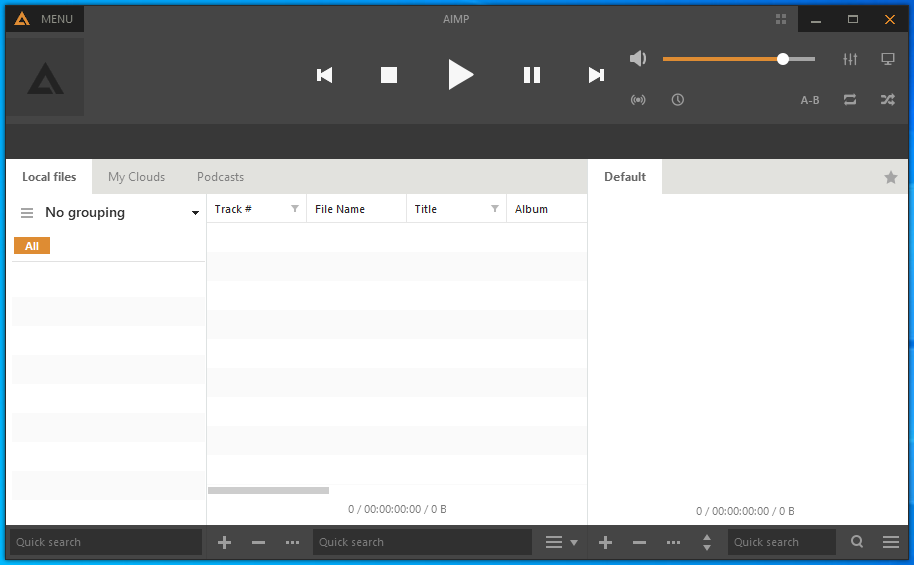 MENU
AIMP
A-B
Local files
My Clouds
Podcasts
Default
No grouping
Track #
File Name
Title
Album
All
0 / 00:00:00:00 / 0 B
0 / 00:00:00:00 / 0 B
Quick search
Quick search
Quick search